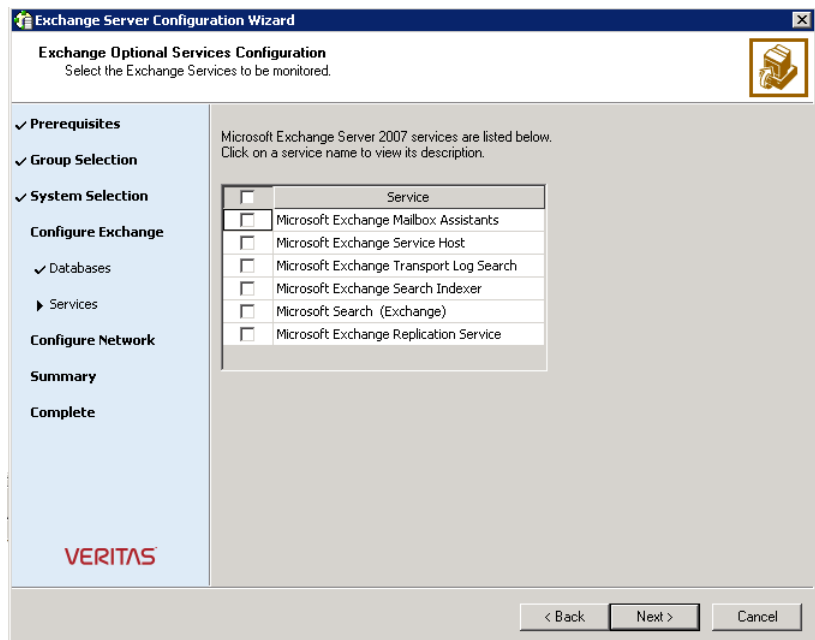 Exchange Server Configuration Wizard
Exchange Optional Services Configuration
Select the Exchange Services to be monitored.
Prerequisites
Group Selection
System Selection
Configure Exchange
Databases
Services
Configure Network
Summary
Complete
VERITAS
Microsoft Exchange Server 2007 services are listed below.
Click on a service name to view its description.
Service
Microsoft Exchange Mailbox Assistants
Microsoft Exchange Service Host
Microsoft Exchange Transport Log Search
Microsoft Exchange Search Indexer
Microsoft Search (Exchange)
Microsoft Exchange Replication Service
< Back
Next >
Cancel